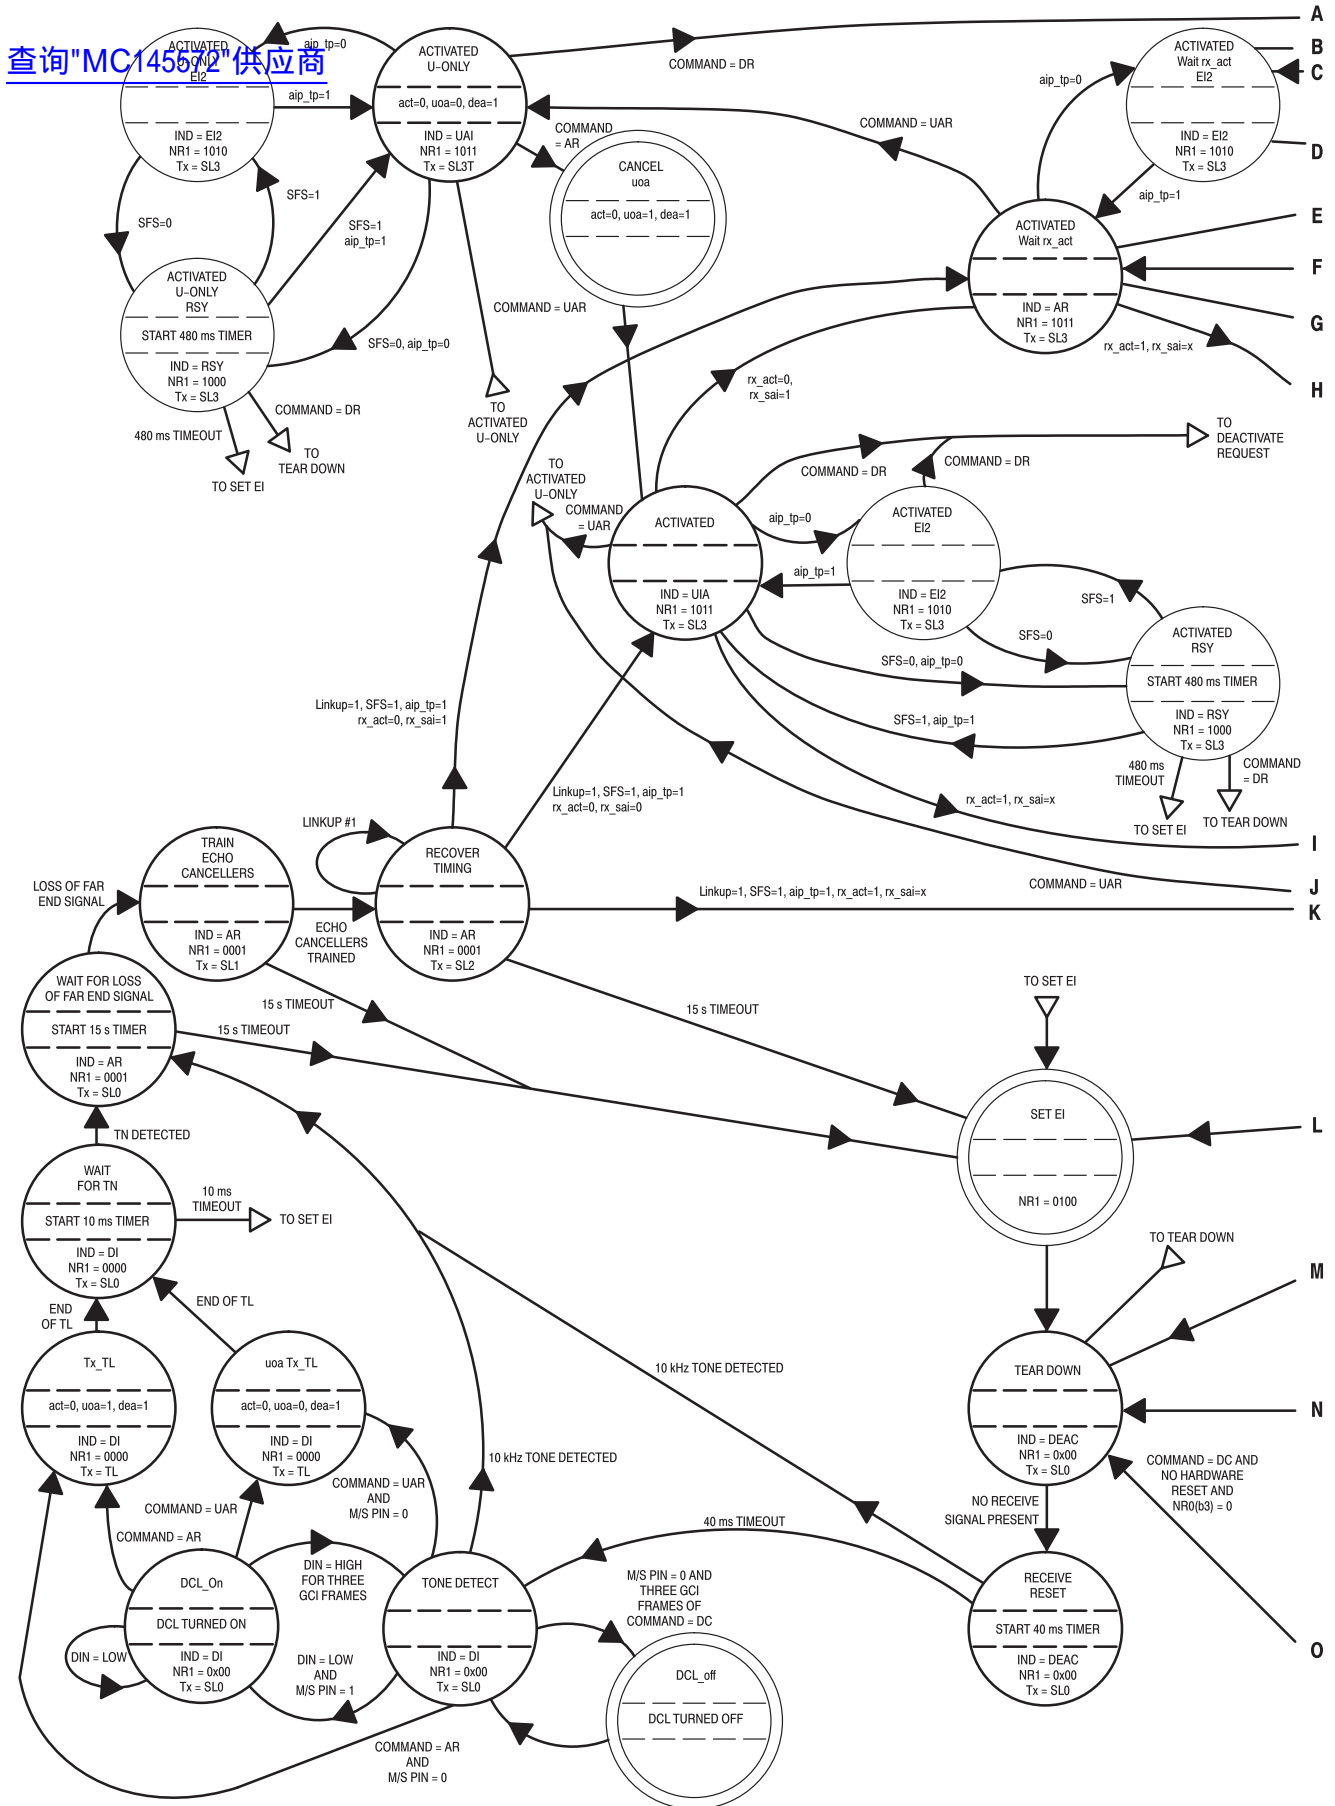 查询"MC145572"供应商
ACTIVATED
U–ONLY
EI2
IND = EI2
NR1 = 1010
Tx = SL3
aip_tp=0
aip_tp=1
ACTIVATED
U–ONLY
act=0, uoa=0, dea=1
IND = UAI
NR1 = 1011
Tx = SL3T
COMMAND = DR
A
COMMAND
= AR
CANCEL
uoa
act=0, uoa=1, dea=1
COMMAND = UAR
aip_tp=0
ACTIVATED
Wait rx_act
EI2
IND = EI2
NR1 = 1010
Tx = SL3
B
C
D
aip_tp=1
SFS=0
SFS=1
SFS=1
aip_tp=1
ACTIVATED
Wait rx_act
IND = AR
NR1 = 1011
Tx = SL3
E
F
G
rx_act=1, rx_sai=x
H
ACTIVATED
U–ONLY
RSY
START 480 ms TIMER
IND = RSY
NR1 = 1000
Tx = SL3
SFS=0, aip_tp=0
COMMAND = UAR
TO
ACTIVATED
U–ONLY
480 ms TIMEOUT
TO SET EI
COMMAND = DR
TO
TEAR DOWN
rx_act=0,
rx_sai=1
TO
ACTIVATED
U–ONLY
COMMAND
= UAR
COMMAND = DR
COMMAND = DR
TO
DEACTIVATE
REQUEST
ACTIVATED
IND = UIA
NR1 = 1011
Tx = SL3
aip_tp=0
aip_tp=1
ACTIVATED
EI2
IND = EI2
NR1 = 1010
Tx = SL3
SFS=1
SFS=0
SFS=0, aip_tp=0
SFS=1, aip_tp=1
ACTIVATED
RSY
START 480 ms TIMER
IND = RSY
NR1 = 1000
Tx = SL3
480 ms
TIMEOUT
TO SET EI
COMMAND
= DR
TO TEAR DOWN
Linkup=1, SFS=1, aip_tp=1
rx_act=0, rx_sai=1
Linkup=1, SFS=1, aip_tp=1
rx_act=0, rx_sai=0
rx_act=1, rx_sai=x
I
COMMAND = UAR
J
LINKUP #1
TRAIN
ECHO
CANCELLERS
IND = AR
NR1 = 0001
Tx = SL1
ECHO
CANCELLERS
TRAINED
RECOVER
TIMING
IND = AR
NR1 = 0001
Tx = SL2
Linkup=1, SFS=1, aip_tp=1, rx_act=1, rx_sai=x
K
LOSS OF FAR
END SIGNAL
WAIT FOR LOSS
OF FAR END SIGNAL
START 15 s TIMER
IND = AR
NR1 = 0001
Tx = SL0
15 s TIMEOUT
15 s TIMEOUT
15 s TIMEOUT
TO SET EI
SET EI
NR1 = 0100
L
TN DETECTED
WAIT
FOR TN
START 10 ms TIMER
IND = DI
NR1 = 0000
Tx = SL0
10 ms
TIMEOUT
TO SET EI
END
OF TL
END OF TL
TO TEAR DOWN
M
Tx_TL
act=0, uoa=1, dea=1
IND = DI
NR1 = 0000
Tx = TL
uoa Tx_TL
act=0, uoa=0, dea=1
IND = DI
NR1 = 0000
Tx = TL
10 kHz TONE DETECTED
10 kHz TONE DETECTED
TEAR DOWN
IND = DEAC
NR1 = 0x00
Tx = SL0
N
COMMAND = DC AND
NO HARDWARE
RESET AND
NR0(b3) = 0
O
COMMAND = UAR
COMMAND = AR
COMMAND = UAR
AND
M/S PIN = 0
NO RECEIVE
SIGNAL PRESENT
40 ms TIMEOUT
DCL_On
DCL TURNED ON
IND = DI
NR1 = 0x00
Tx = SL0
DIN = LOW
DIN = HIGH
FOR THREE
GCI FRAMES
DIN = LOW
AND
M/S PIN = 1
TONE DETECT
IND = DI
NR1 = 0x00
Tx = SL0
M/S PIN = 0 AND
THREE GCI
FRAMES OF
COMMAND = DC
DCL_off
DCL TURNED OFF
RECEIVE
RESET
START 40 ms TIMER
IND = DEAC
NR1 = 0x00
Tx = SL0
COMMAND = AR
AND
M/S PIN = 0